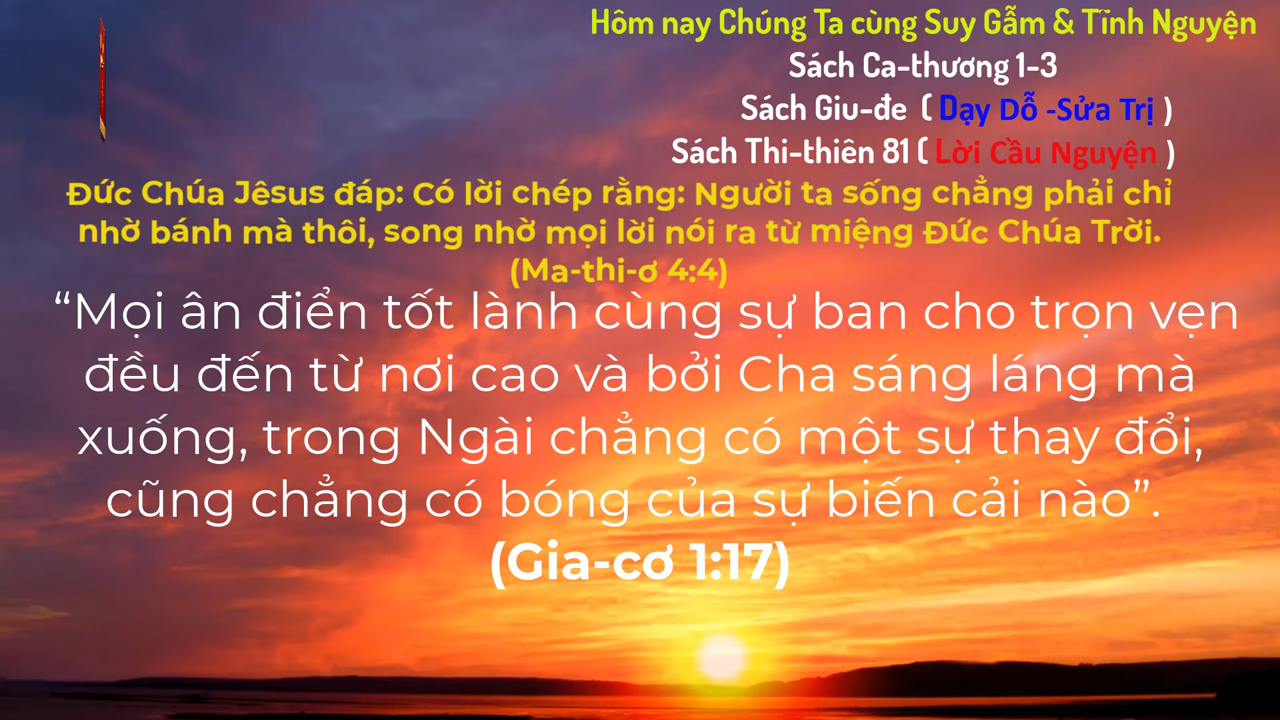 Hôm nay Chúng Ta cùng Suy Gẫm & Tĩnh Nguyện
Sách Ca-thương 1-3
Sách Giu-đe ( Dạy Dỗ -Sửa Trị )
Sách Thi-thiên 81 ( Lời Cầu Nguyện )
Đức Chúa Jêsus đáp: Có lời chép rằng: Người ta sống chẳng phải chỉ
nhờ bánh mà thôi, song nhờ mọi lời nói ra từ miệng Đức Chúa Trời.
(Ma-thi-ơ 4:4)
“Mọi ân điển tốt lành cùng sự ban cho trọn vẹn
đều đến từ nơi cao và bởi Cha sáng láng mà
xuống, trong Ngài chẳng có một sự thay đổi,
cũng chẳng có bóng của sự biến cải nào”.
(Gia-cơ 1:17)